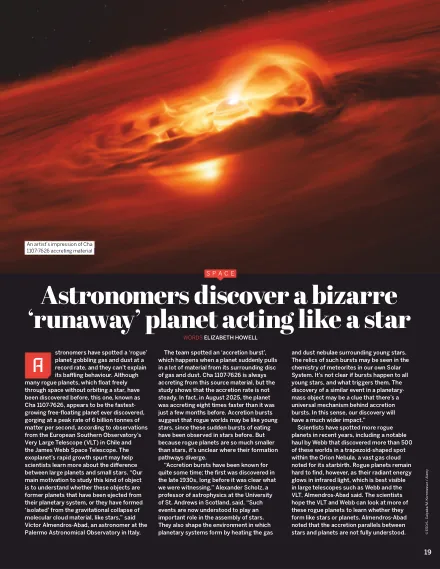 An artist's impression of Cha
1107-7626 accreting material
SPACE
Astronomers discover a bizarre
‘runaway’ planet acting like a star
WORDS ELIZABETH HOWELL
Astronomers have spotted a ‘rogue’
planet gobbling gas and dust at a
record rate, and they can't explain
its baffling behaviour. Although
many rogue planets, which float freely
through space without orbiting a star, have
been discovered before, this one, known as
Cha 1107-7626, appears to be the fastest-
growing free-floating planet ever discovered,
gorging at a peak rate of 6 billion tonnes of
matter per second, according to observations
from the European Southern Observatory's
Very Large Telescope (VLT) in Chile and
the James Webb Space Telescope. The
exoplanet's rapid growth spurt may help
scientists learn more about the difference
between large planets and small stars. “Our
main motivation to study this kind of object
is to understand whether these objects are
former planets that have been ejected from
their planetary system, or they have formed
‘isolated’ from the gravitational collapse of
molecular cloud material, like stars,” said
Víctor Almendros-Abad, an astronomer at the
Palermo Astronomical Observatory in Italy.
The team spotted an ‘accretion burst’,
which happens when a planet suddenly pulls
in a lot of material from its surrounding disc
of gas and dust. Cha 1107-7626 is always
accreting from this source material, but the
study shows that the accretion rate is not
steady. In fact, in August 2025, the planet
was accreting eight times faster than it was
just a few months before. Accretion bursts
suggest that rogue worlds may be like young
stars, since these sudden bursts of eating
have been observed in stars before. But
because rogue planets are so much smaller
than stars, it's unclear where their formation
pathways diverge.
“Accretion bursts have been known for
quite some time; the first was discovered in
the late 1930s, long before it was clear what
we were witnessing,” Alexander Scholz, a
professor of astrophysics at the University
of St. Andrews in Scotland, said. “Such
events are now understood to play an
important role in the assembly of stars.
They also shape the environment in which
planetary systems form by heating the gas
and dust nebulae surrounding young stars.
The relics of such bursts may be seen in the
chemistry of meteorites in our own Solar
System. It's not clear if bursts happen to all
young stars, and what triggers them. The
discovery of a similar event in a planetary-
mass object may be a clue that there's a
universal mechanism behind accretion
bursts. In this sense, our discovery will
have a much wider impact.”
Scientists have spotted more rogue
planets in recent years, including a notable
haul by Webb that discovered more than 500
of these worlds in a trapezoid-shaped spot
within the Orion Nebula, a vast gas cloud
noted for its starbirth. Rogue planets remain
hard to find, however, as their radiant energy
glows in infrared light, which is best visible
in large telescopes such as Webb and the
VLT, Almendros-Abad said. The scientists
hope the VLT and Webb can look at more of
these rogue planets to learn whether they
form like stars or planets. Almendros-Abad
noted that the accretion parallels between
stars and planets are not fully understood.
19